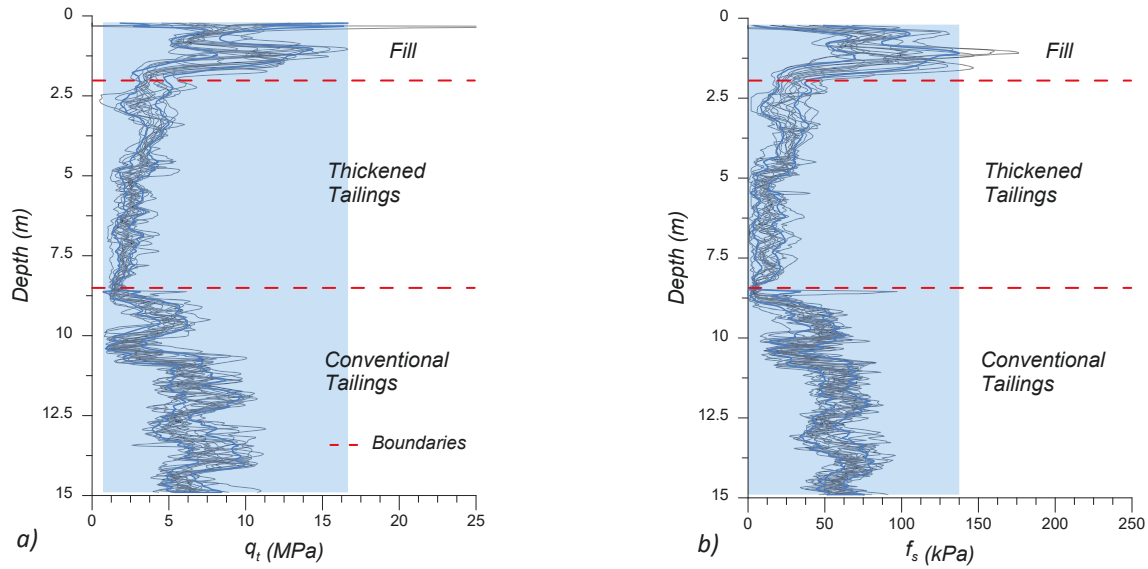 0
2.5
5
7.5
10
12.5
15
Depth (m)
Fill
Thickened
Tailings
Conventional
Tailings
Boundaries
0
5
10
15
20
25
a)
qt (MPa)
0
2.5
5
7.5
10
12.5
15
Depth (m)
Fill
Thickened
Tailings
Conventional
Tailings
0
50
100
150
200
250
b)
fs (kPa)